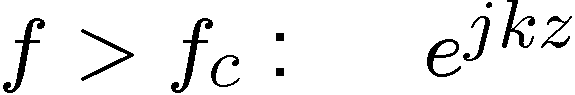 f > f_c :    e^{jkz}